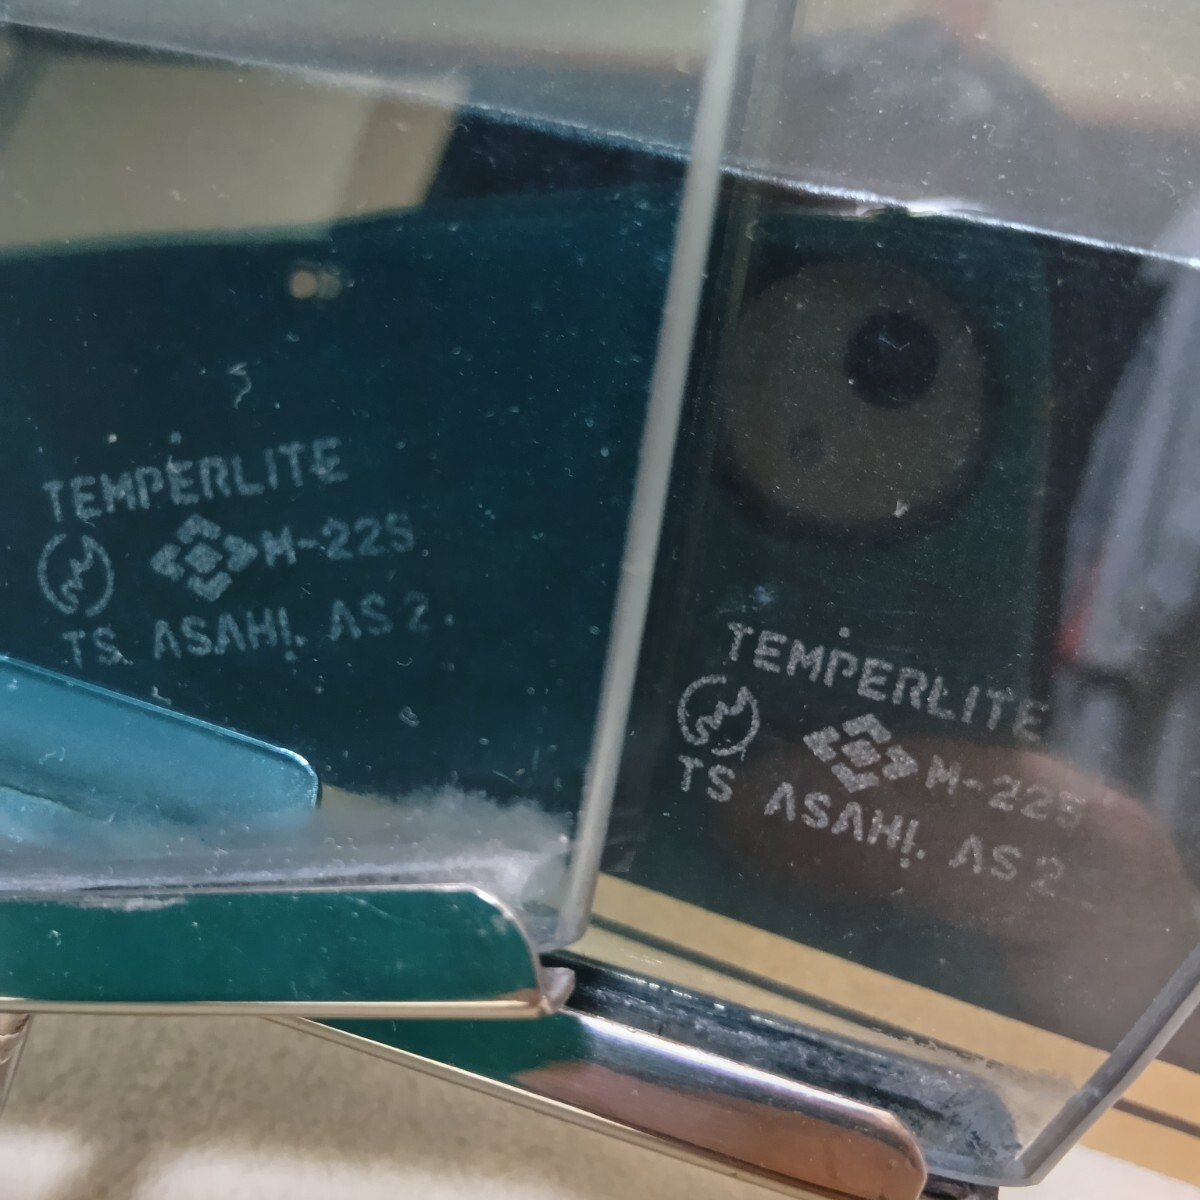 TEMPERLITE
M-225
TS ASAHI. AS2.
TEMPERLITE
M-225
TS ASAHI. AS2